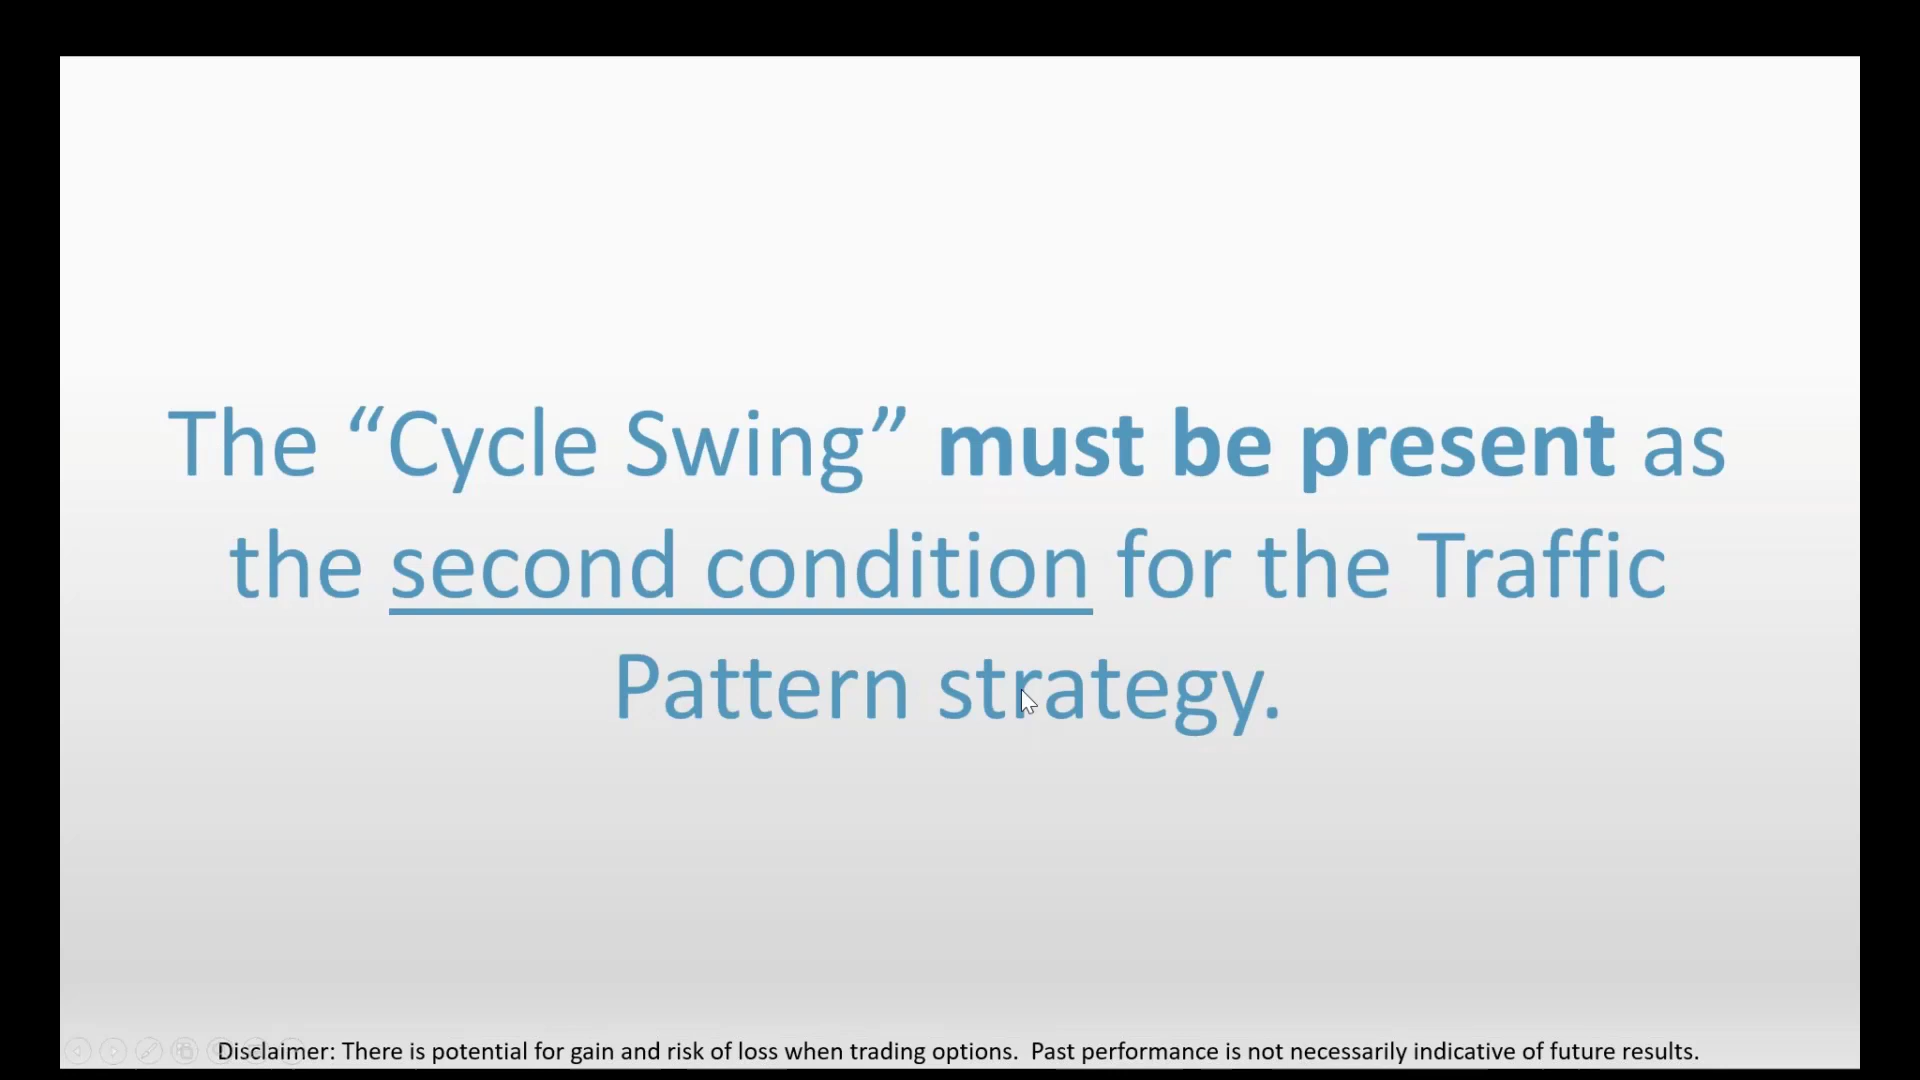 The “Cycle Swing” must be present as
the second condition for the Traffic
Pattern strategy.
Disclaimer: There is potential for gain and risk of loss when trading options.  Past performance is not necessarily indicative of future results.